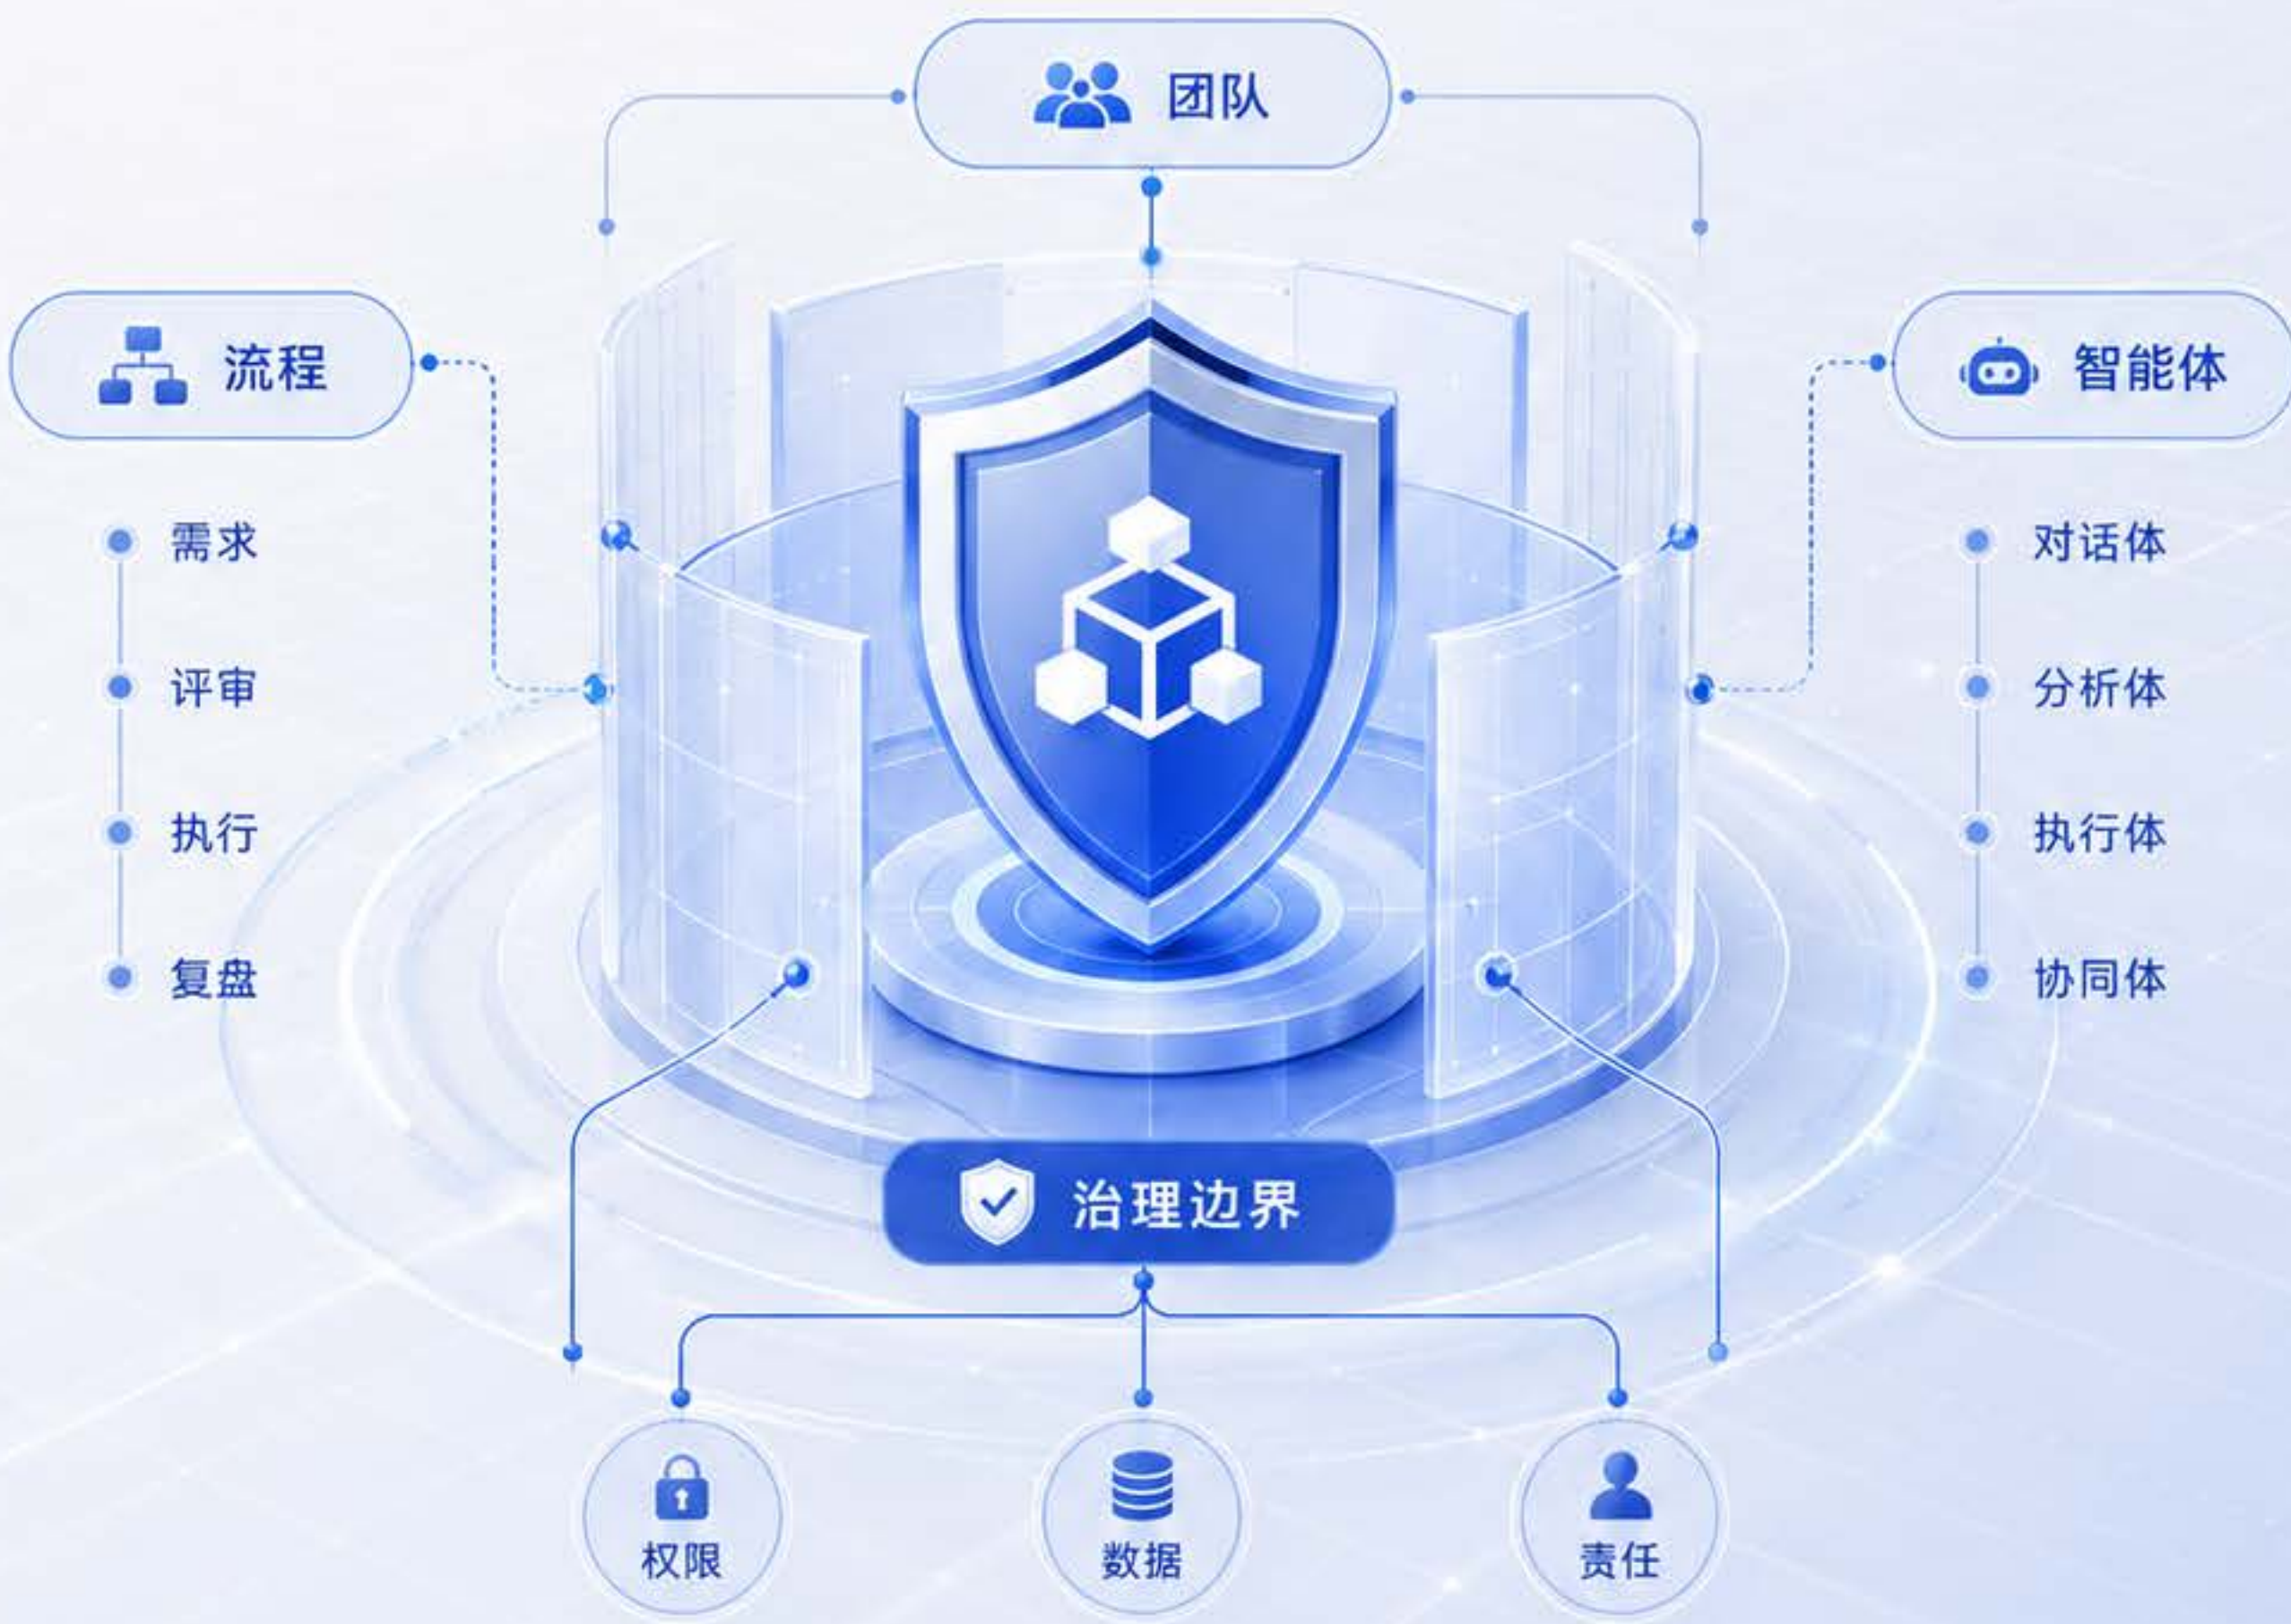 团队
流程
需求
评审
执行
复盘
智能体
对话体
分析体
执行体
协同体
治理边界
权限
数据
责任